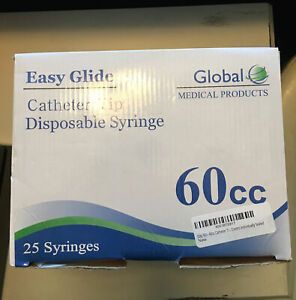 Easy Glide
Global
MEDICAL PRODUCTS
Catheter Tip
Disposable Syringe
60cc
25 Syringes